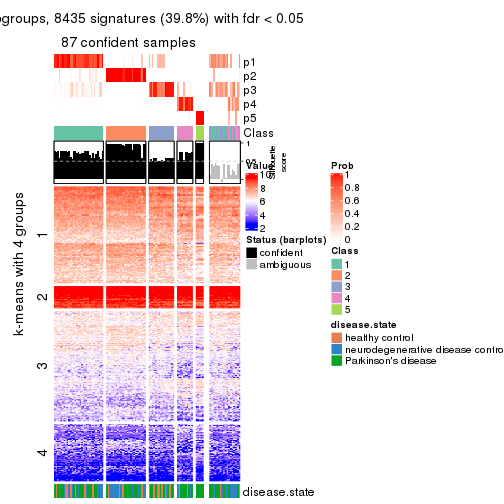 ogroups, 8435 signatures (39.8%) with fdr < 0.05
87 confident samples
p1
p2
p3
p4
p5
Class
1
0.5
Silhouette
score
Value
10
8
6
4
2
Status (barplots)
confident
ambiguous
Prob
1
0.8
0.6
0.4
0.2
0
Class
1
2
3
4
5
disease.state
healthy control
neurodegenerative disease contro
Parkinson's disease
k-means with 4 groups
1
2
3
4
disease.state